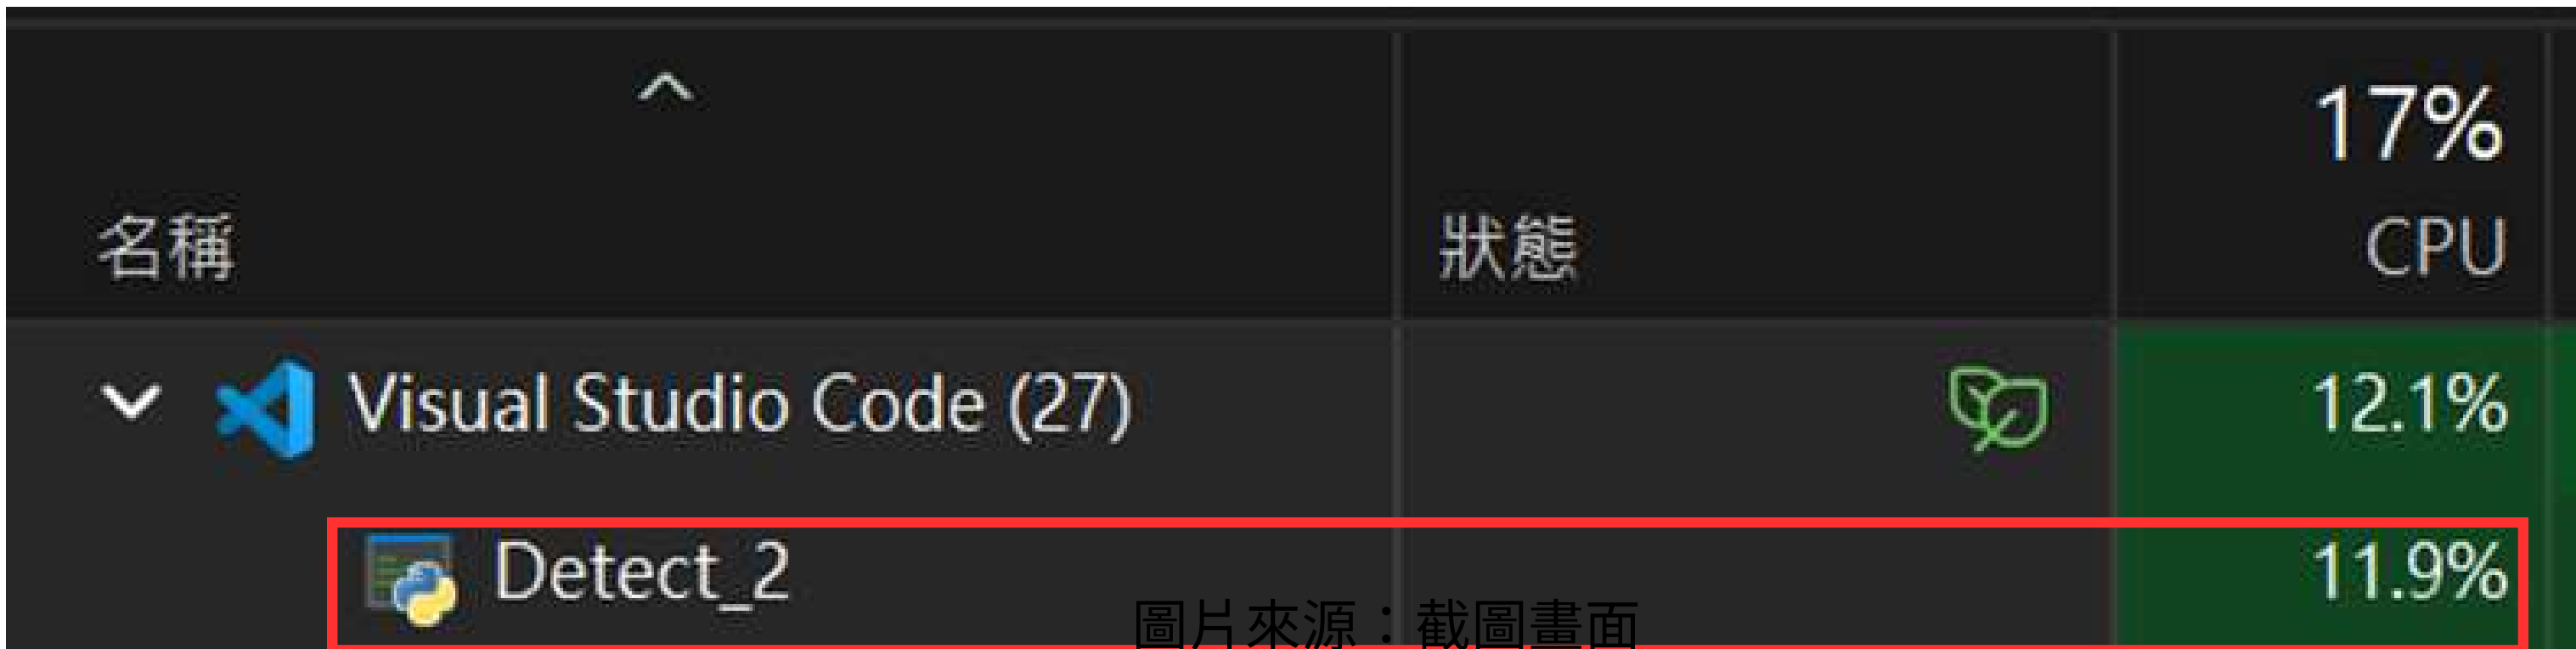 17%
名稱 狀態 CPU
Visual Studio Code (27) 12.1%
Detect_2 11.9%
圖片來源：截圖畫面